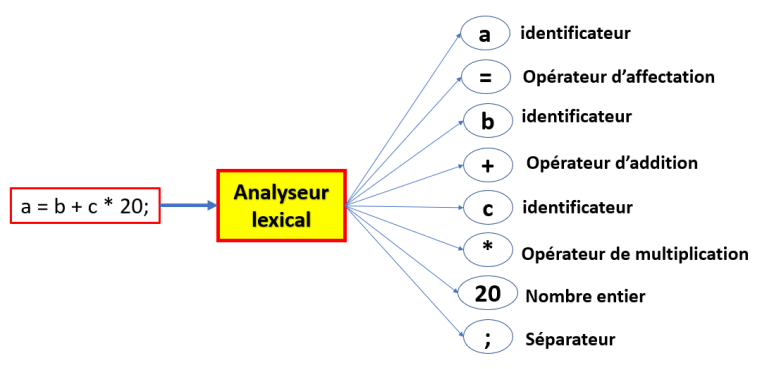 a = b + c * 20;
Analyseur
lexical
a identificateur
= Opérateur d’affectation
b identificateur
+ Opérateur d’addition
c identificateur
* Opérateur de multiplication
20 Nombre entier
; Séparateur